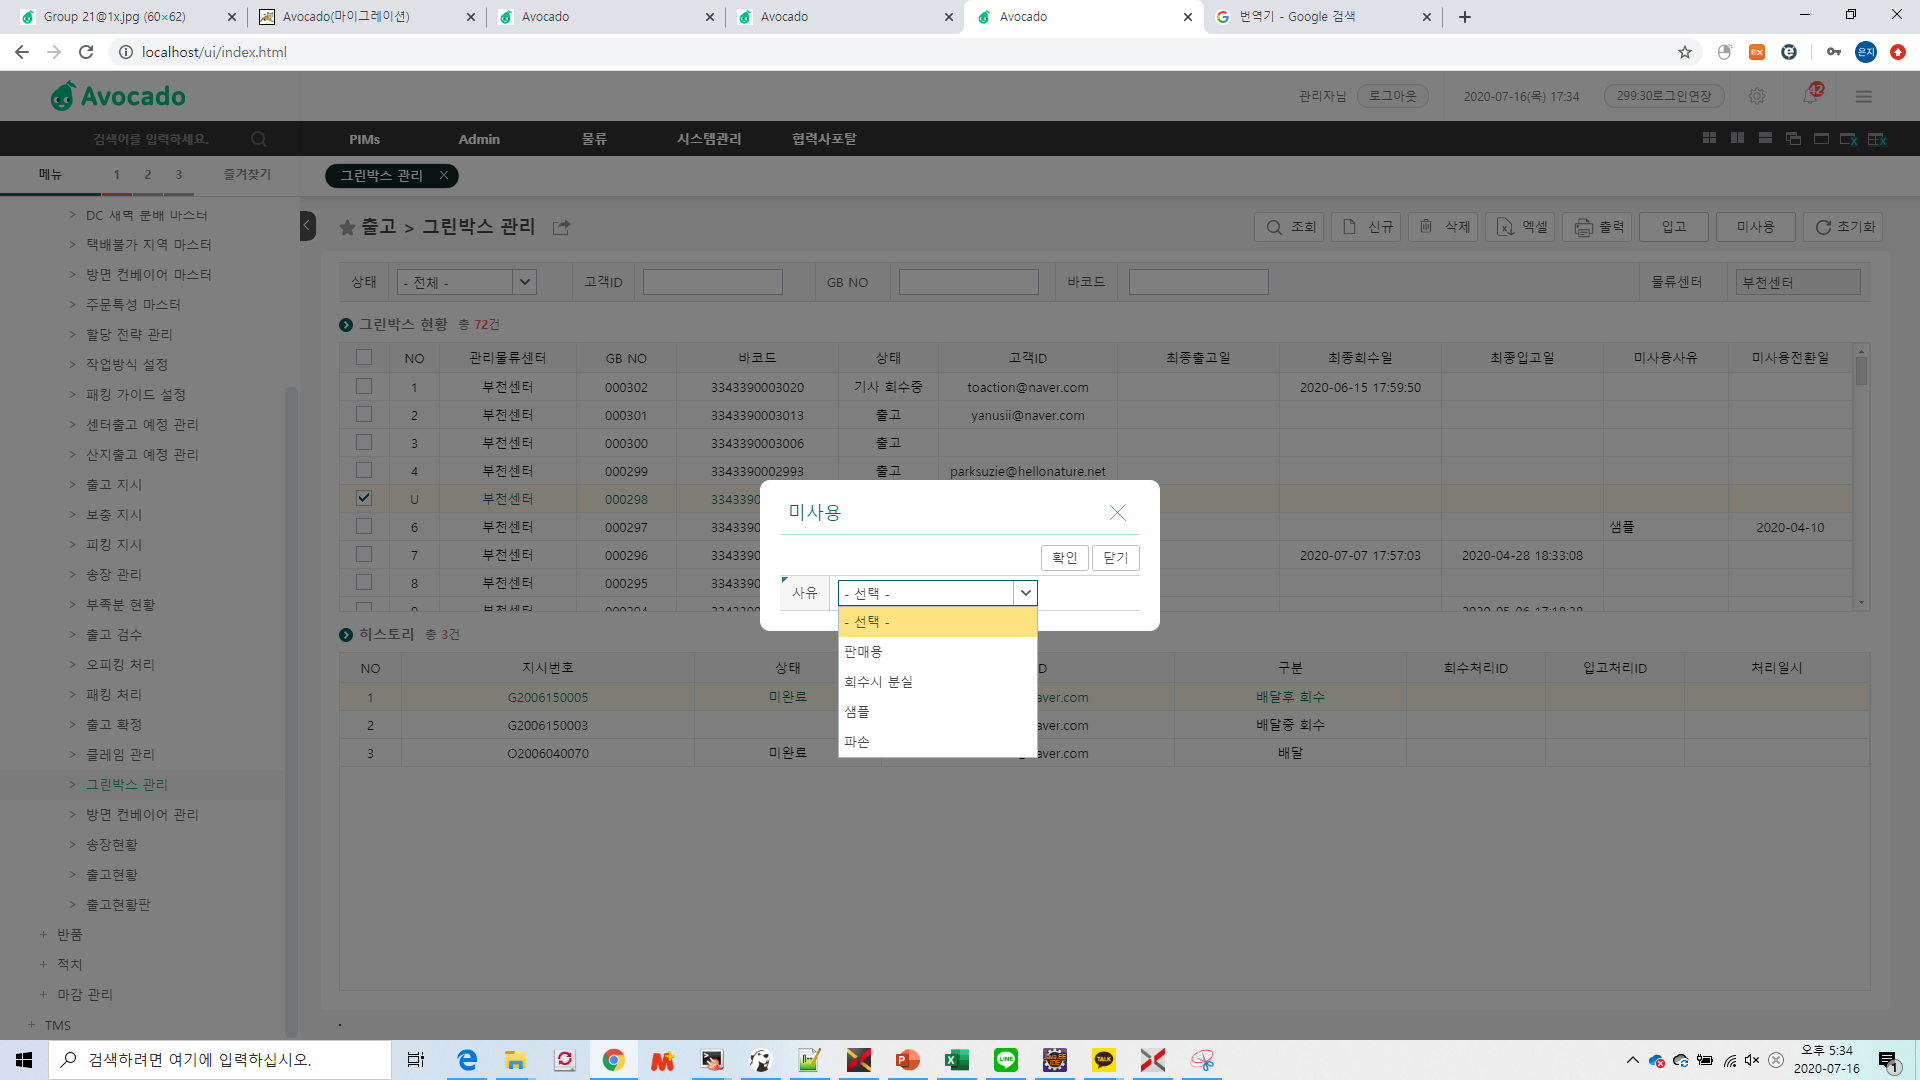 Group 21@1x.jpg (60×62)
Avocado(마이그레이션)
Avocado
Avocado
Avocado
번역기 - Google 검색
localhost/ui/index.html
은지
Avocado
관리자님
로그아웃
2020-07-16(목) 17:34
299:30로그인연장
42
검색어를 입력하세요.
PIMs
Admin
물류
시스템관리
협력사포탈
메뉴
1
2
3
즐겨찾기
그린박스 관리
DC 새벽 분배 마스터
택배불가 지역 마스터
방면 컨베이어 마스터
주문특성 마스터
할당 전략 관리
작업방식 설정
패킹 가이드 설정
센터출고 예정 관리
산지출고 예정 관리
출고 지시
보충 지시
피킹 지시
송장 관리
부족분 현황
출고 검수
오피킹 처리
패킹 처리
출고 확정
클레임 관리
그린박스 관리
방면 컨베이어 관리
송장현황
출고현황
출고현황판
반품
적치
마감 관리
TMS
출고 > 그린박스 관리
조회
신규
삭제
엑셀
출력
입고
미사용
초기화
상태
- 전체 -
고객ID
GB NO
바코드
물류센터
부천센터
그린박스 현황 총 72건
NO 관리물류센터 GB NO 바코드 상태 고객ID 최종출고일 최종회수일 최종입고일 미사용사유 미사용전환일
1 부천센터 000302 3343390003020 기사 회수중 toaction@naver.com 2020-06-15 17:59:50
2 부천센터 000301 3343390003013 출고 yanusii@naver.com
3 부천센터 000300 3343390003006 출고
4 부천센터 000299 3343390002993 출고 parksuzie@hellonature.net
U 부천센터 000298 3343390
6 부천센터 000297 3343390 샘플 2020-04-10
7 부천센터 000296 3343390 2020-07-07 17:57:03 2020-04-28 18:33:08
8 부천센터 000295 3343390
9 부천센터 000294 3343390 2020-05-06 17:18:38
미사용
확인
닫기
사유
- 선택 -
- 선택 -
판매용
회수시 분실
샘플
파손
히스토리 총 3건
NO 지시번호 상태 D 구분 회수처리ID 입고처리ID 처리일시
1 G2006150005 미완료 aver.com 배달후 회수
2 G2006150003 aver.com 배달중 회수
3 O2006040070 미완료 aver.com 배달
검색하려면 여기에 입력하십시오.
LINE
TALK
오후 5:34
2020-07-16
1